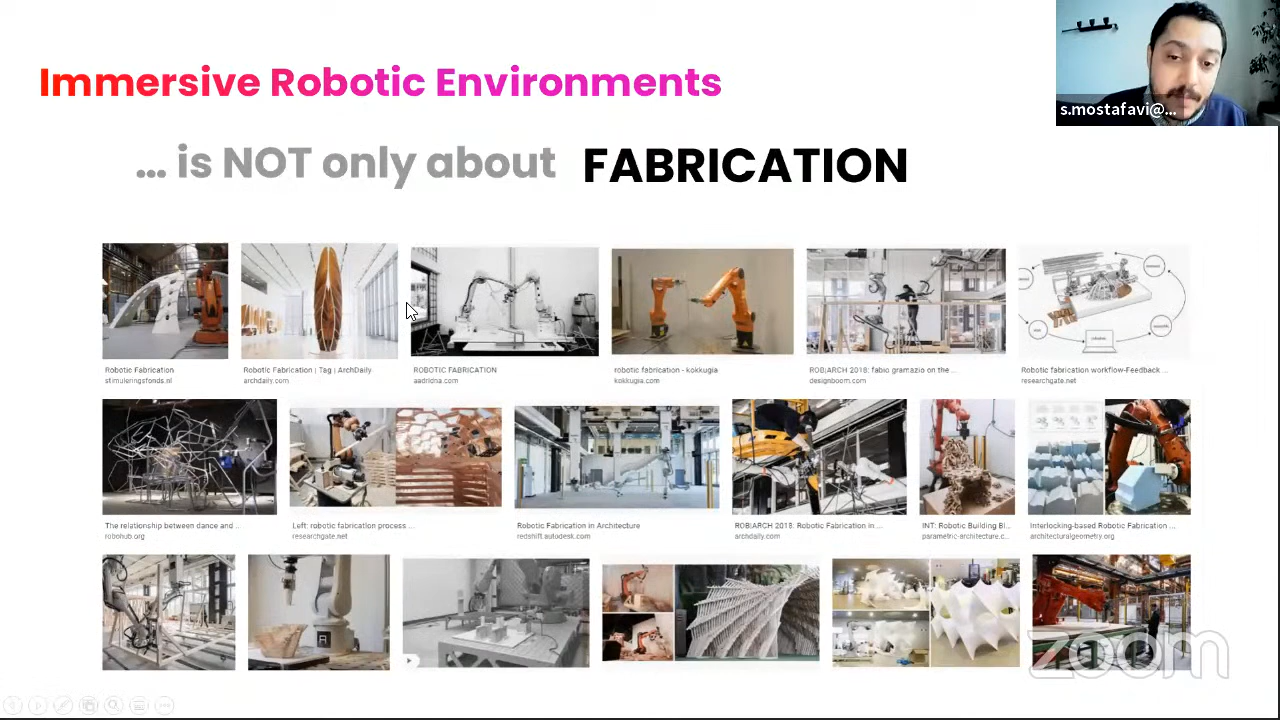 Immersive Robotic Environments
s.mostafavi@...
... is NOT only about FABRICATION
Robotic Fabrication
stimuleringsfonds.nl
Robotic Fabrication | Tag | ArchDaily
archdaily.com
ROBOTIC FABRICATION
aadrldna.com
robotic fabrication - kokkugia
kokkugia.com
ROB|ARCH 2018: fabio gramazio on the ...
designboom.com
Robotic fabrication workflow-Feedback ...
researchgate.net
The relationship between dance and ...
robohub.org
Left: robotic fabrication process ...
researchgate.net
Robotic Fabrication in Architecture
redshift.autodesk.com
ROB|ARCH 2018: Robotic Fabrication in ...
archdaily.com
INT: Robotic Building Bl...
parametric-architecture.c...
Interlocking-based Robotic Fabrication ...
architecturalgeometry.org
zoom